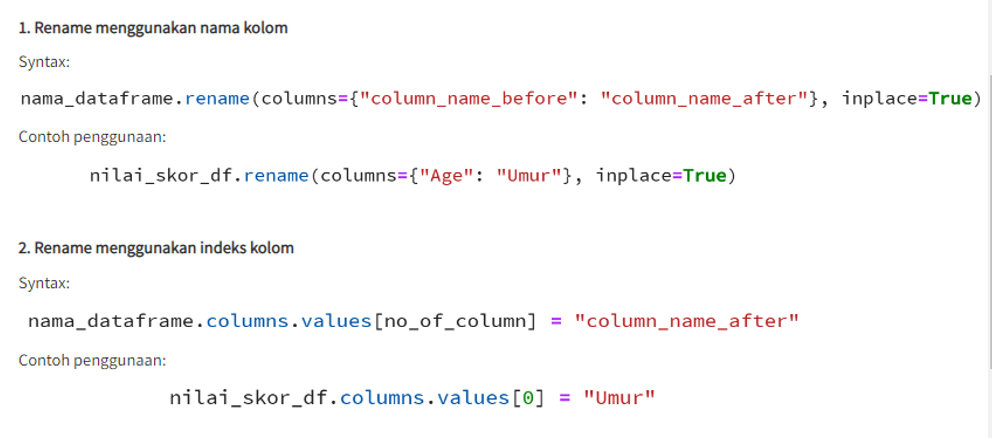 1. Rename menggunakan nama kolom
Syntax:
nama_dataframe.rename(columns={"column_name_before": "column_name_after"}, inplace=True)
Contoh penggunaan:
nilai_skor_df.rename(columns={"Age": "Umur"}, inplace=True)
2. Rename menggunakan indeks kolom
Syntax:
nama_dataframe.columns.values[no_of_column] = "column_name_after"
Contoh penggunaan:
nilai_skor_df.columns.values[0] = "Umur"